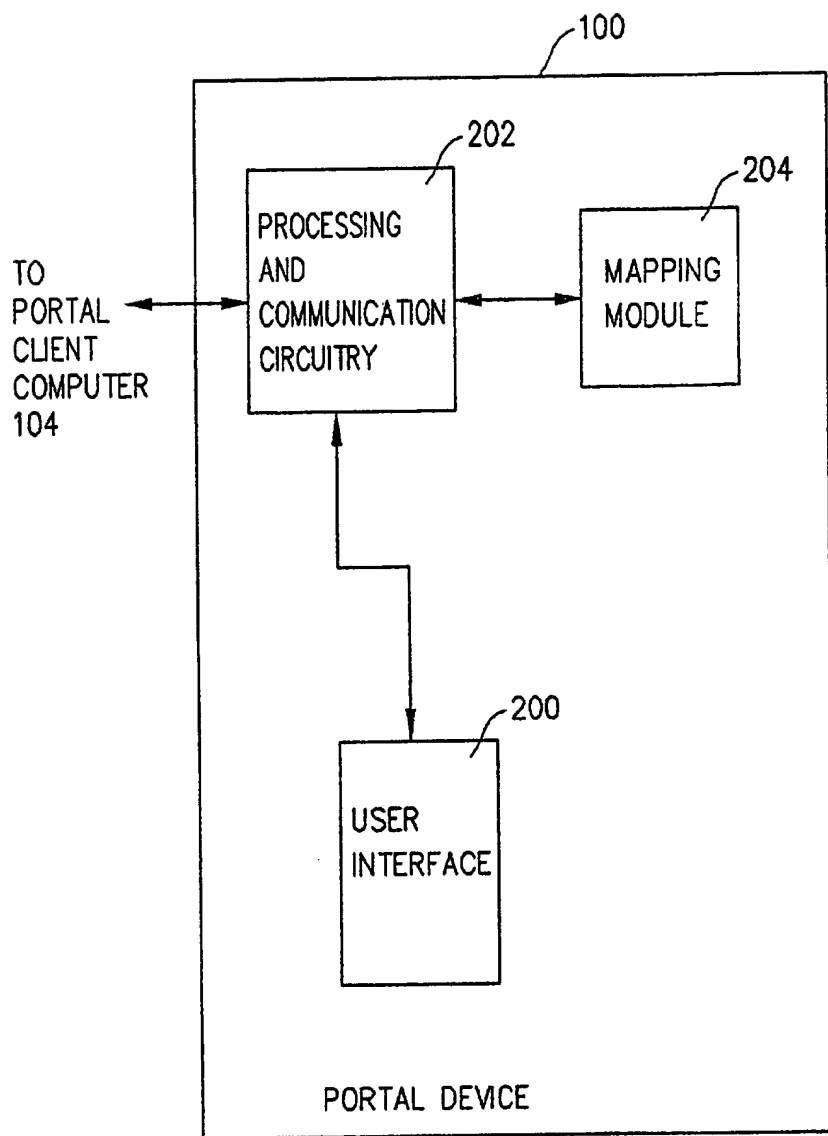 100
202
204
PROCESSING
AND
COMMUNICATION
CIRCUITRY
MAPPING
MODULE
TO
PORTAL
CLIENT
COMPUTER
104
200
USER
INTERFACE
PORTAL DEVICE